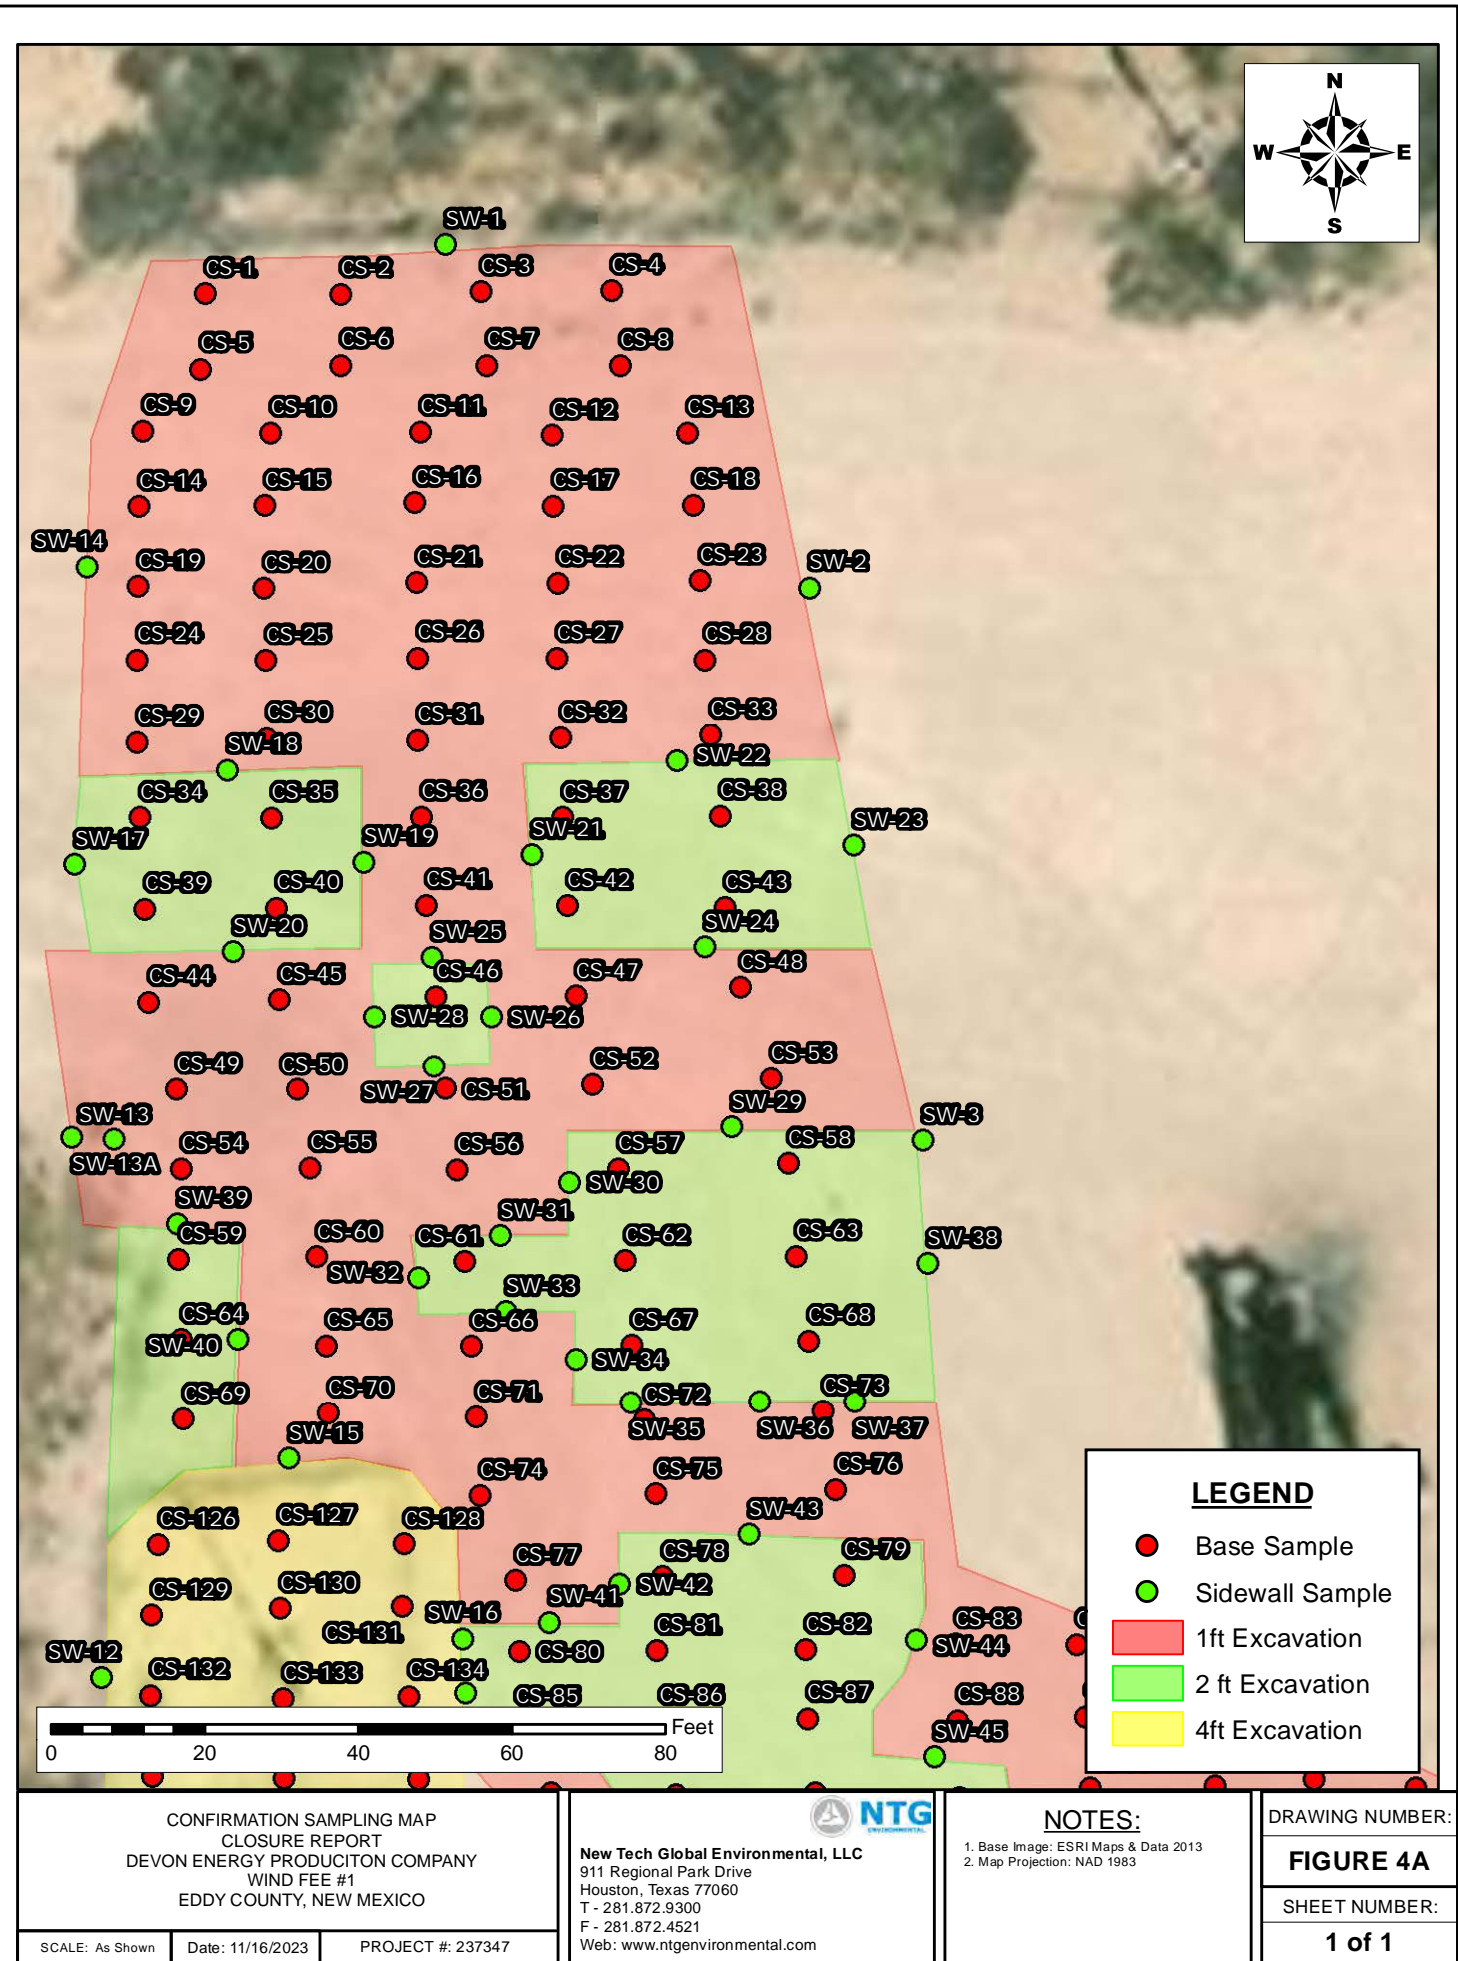 N
W E
S
SW-1
CS-1 CS-2 CS-3 CS-4
CS-5 CS-6 CS-7 CS-8
CS-9 CS-10 CS-11 CS-12 CS-13
CS-14 CS-15 CS-16 CS-17 CS-18
SW-14
CS-19 CS-20 CS-21 CS-22 CS-23 SW-2
CS-24 CS-25 CS-26 CS-27 CS-28
CS-29 CS-30 CS-31 CS-32 CS-33
SW-18 SW-22
CS-34 CS-35 CS-36 CS-37 CS-38
SW-17 SW-19 SW-21 SW-23
CS-39 CS-40 CS-41 CS-42 CS-43
SW-20 SW-25 SW-24
CS-44 CS-45 CS-46 CS-47 CS-48
SW-28 SW-26
CS-49 CS-50 CS-52 CS-53
SW-27 CS-51
SW-13 SW-29 SW-3
SW-13A CS-54 CS-55 CS-56 CS-57 CS-58
SW-30
SW-39 SW-31
CS-59 CS-60 CS-61 CS-62 CS-63 SW-38
SW-32 SW-33
CS-64 CS-65 CS-66 CS-67 CS-68
SW-40 SW-34
CS-69 CS-70 CS-71 CS-72 CS-73
SW-15 SW-35 SW-36 SW-37
CS-74 CS-75 CS-76
CS-126 CS-127 CS-128 SW-43
CS-77 CS-78 CS-79
CS-129 CS-130 SW-42
SW-16 SW-41
CS-131 CS-81 CS-82 CS-83
SW-12 CS-80 SW-44
CS-132 CS-133 CS-134
CS-85 CS-86 CS-87 CS-88
SW-45
Feet
0 20 40 60 80
LEGEND
Base Sample
Sidewall Sample
1ft Excavation
2 ft Excavation
4ft Excavation
CONFIRMATION SAMPLING MAP
CLOSURE REPORT
DEVON ENERGY PRODUCITON COMPANY
WIND FEE #1
EDDY COUNTY, NEW MEXICO
SCALE: As Shown Date: 11/16/2023 PROJECT #: 237347
NTG
ENVIRONMENTAL
New Tech Global Environmental, LLC
911 Regional Park Drive
Houston, Texas 77060
T - 281.872.9300
F - 281.872.4521
Web: www.ntgenvironmental.com
NOTES:
1. Base Image: ESRI Maps & Data 2013
2. Map Projection: NAD 1983
DRAWING NUMBER:
FIGURE 4A
SHEET NUMBER:
1 of 1